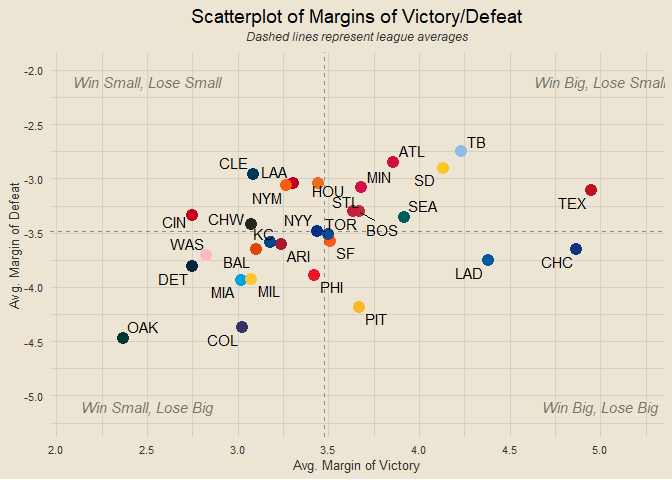 Scatterplot of Margins of Victory/Defeat
Dashed lines represent league averages
-2.0
Win Small, Lose Small
Win Big, Lose Small
-2.5
TB
ATL
CLE
LAA
MIN
SD
-3.0
NYM
HOU
STL
TEX
SEA
CIN
CHW
NYY
TOR
BOS
-3.5
KC
WAS
BAL
ARI
SF
CHC
LAD
DET
PHI
MIA
MIL
-4.0
PIT
OAK
COL
-4.5
-5.0
Win Small, Lose Big
Win Big, Lose Big
Avg. Margin of Defeat
2.0
2.5
3.0
3.5
4.0
4.5
5.0
Avg. Margin of Victory